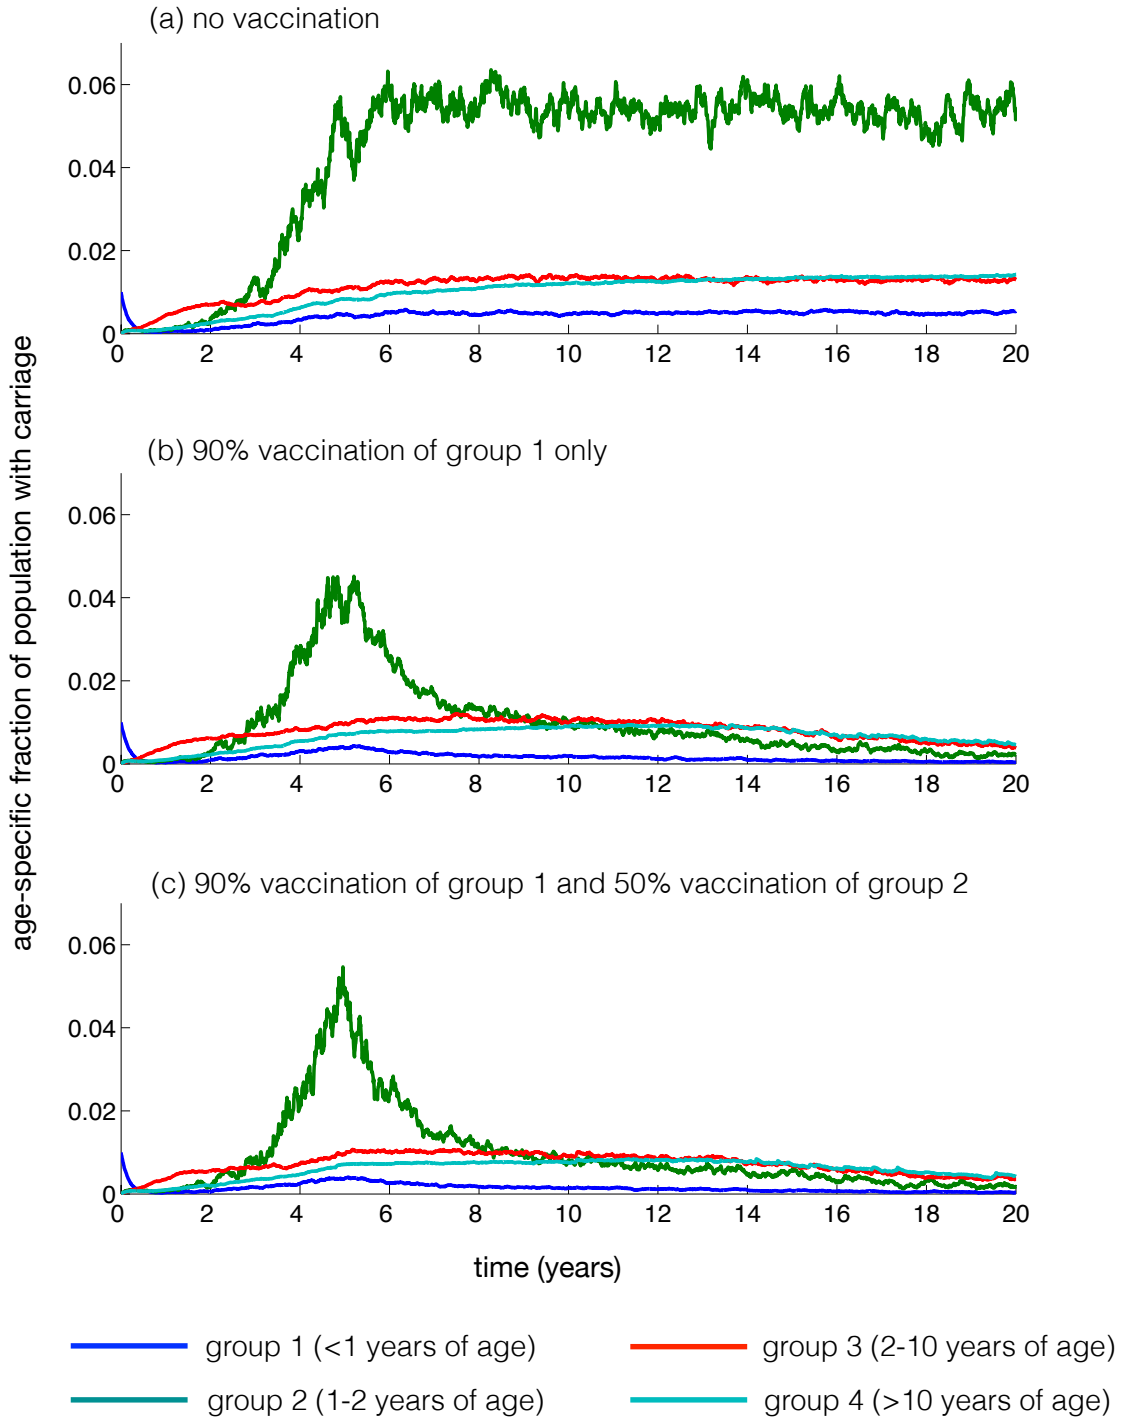 (a) no vaccination
0.06
0.04
0.02
0
0 2 4 6 8 10 12 14 16 18 20
(b) 90% vaccination of group 1 only
0.06
0.04
0.02
0
0 2 4 6 8 10 12 14 16 18 20
(c) 90% vaccination of group 1 and 50% vaccination of group 2
0.06
0.04
0.02
0
0 2 4 6 8 10 12 14 16 18 20
age-specific fraction of population with carriage
time (years)
group 1 (<1 years of age)
group 3 (2-10 years of age)
group 2 (1-2 years of age)
group 4 (>10 years of age)